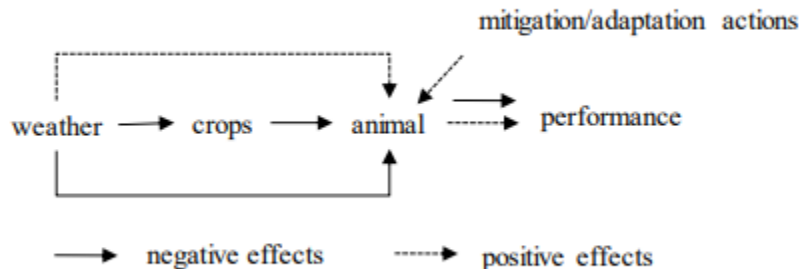 mitigation/adaptation actions
weather crops animal performance
negative effects positive effects